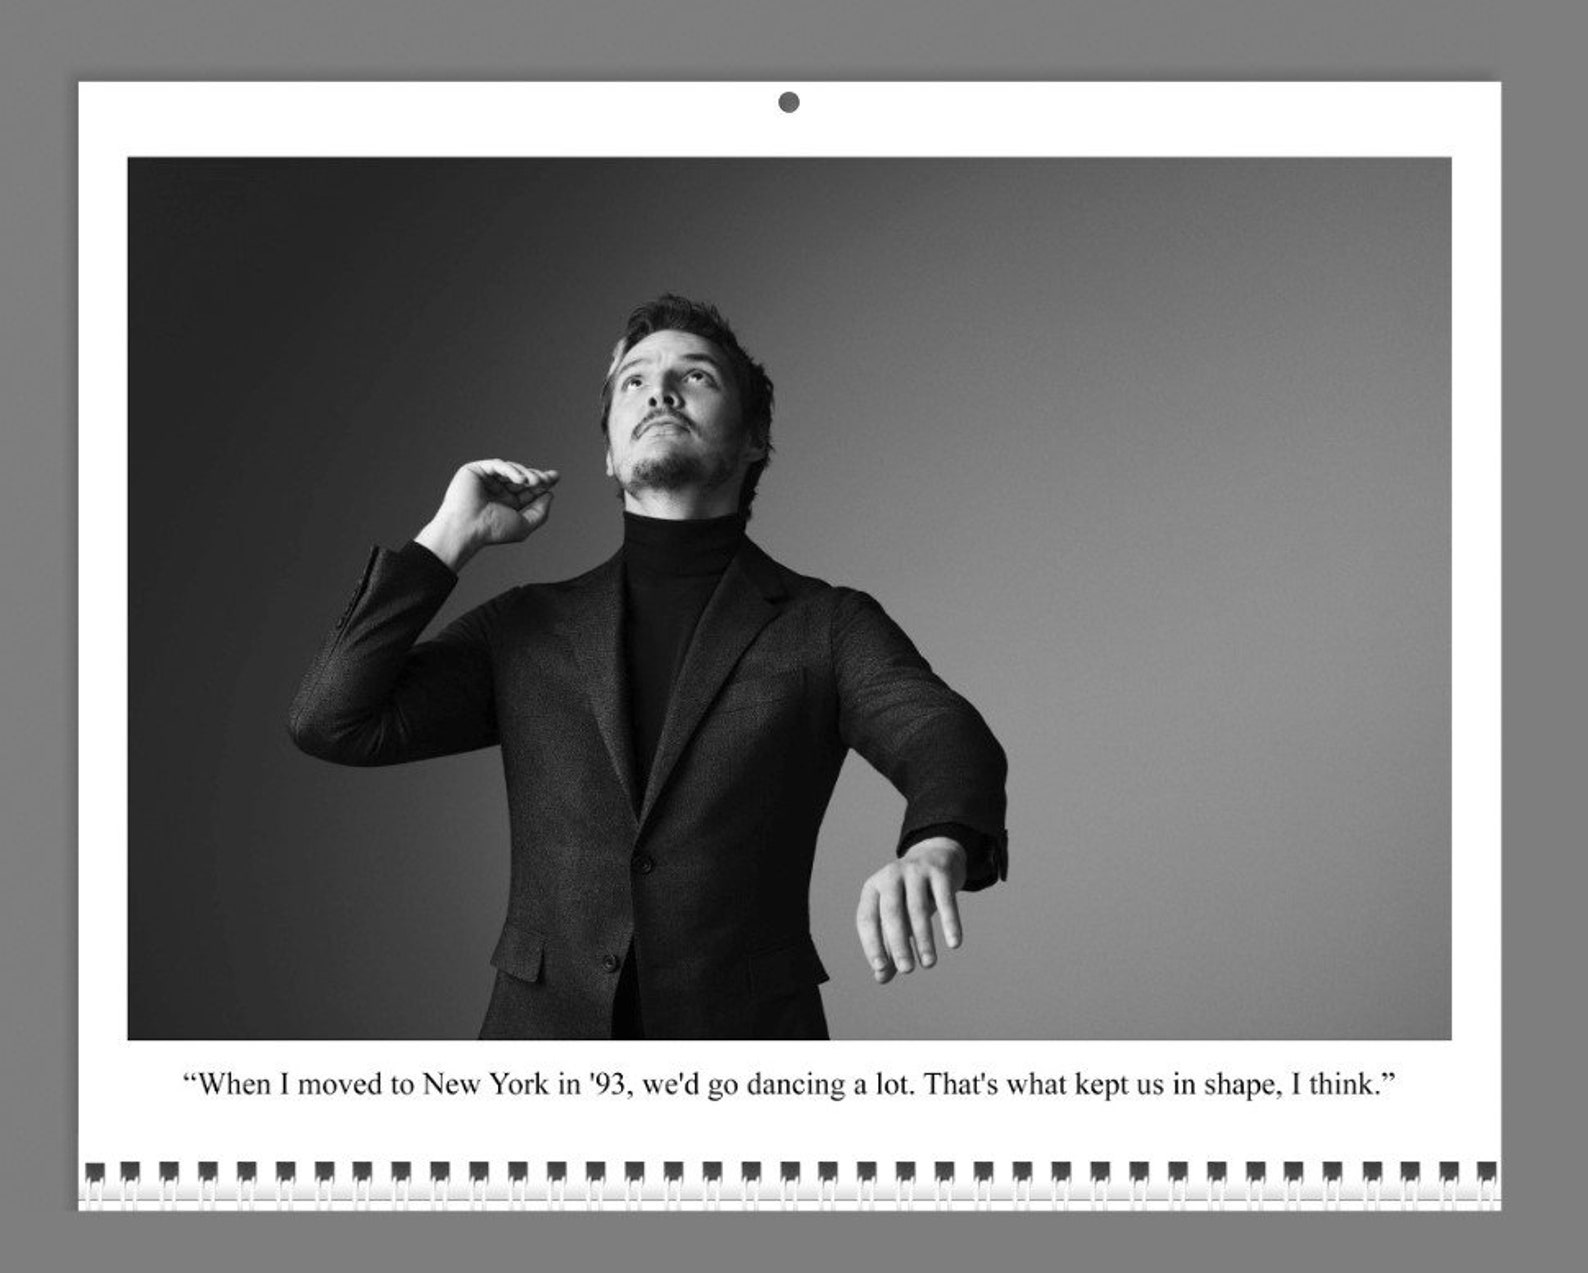 “When I moved to New York in '93, we'd go dancing a lot. That's what kept us in shape, I think.”